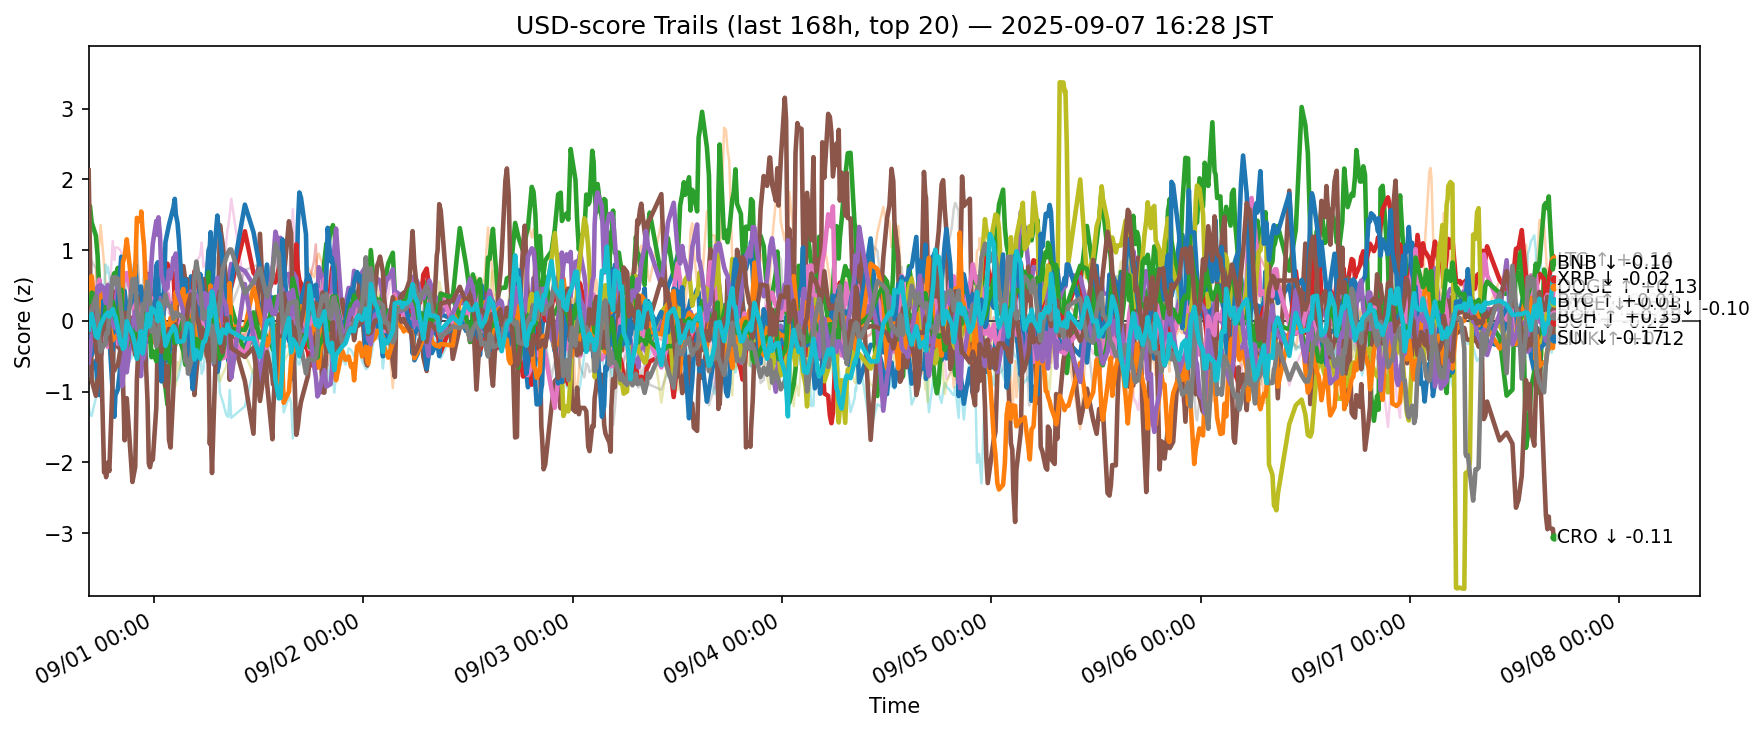 USD-score Trails (last 168h, top 20) — 2025-09-07 16:28 JST
Score (z)
3
2
1
0
−1
−2
−3
BNB ↓ -0.10
XRP ↓ -0.02
DOGE ↑ +0.13
BTC ↑ +0.01
↓ -0.10
BCH ↑ +0.35
SUI ↓ -0.17
CRO ↓ -0.11
09/01 00:00
09/02 00:00
09/03 00:00
09/04 00:00
09/05 00:00
09/06 00:00
09/07 00:00
09/08 00:00
Time